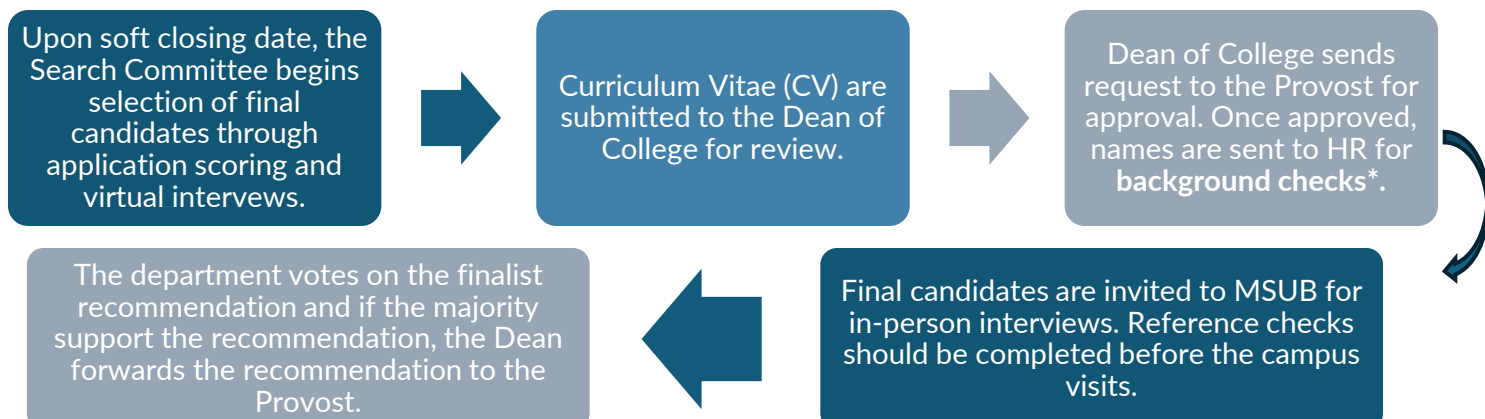 Upon soft closing date, the
Search Committee begins
selection of final
candidates through
application scoring and
virtual intervews.
Curriculum Vitae (CV) are
submitted to the Dean of
College for review.
Dean of College sends
request to the Provost for
approval. Once approved,
names are sent to HR for
background checks*.
Final candidates are invited to MSUB for
in-person interviews. Reference checks
should be completed before the campus
visits.
The department votes on the finalist
recommendation and if the majority
support the recommendation, the Dean
forwards the recommendation to the
Provost.